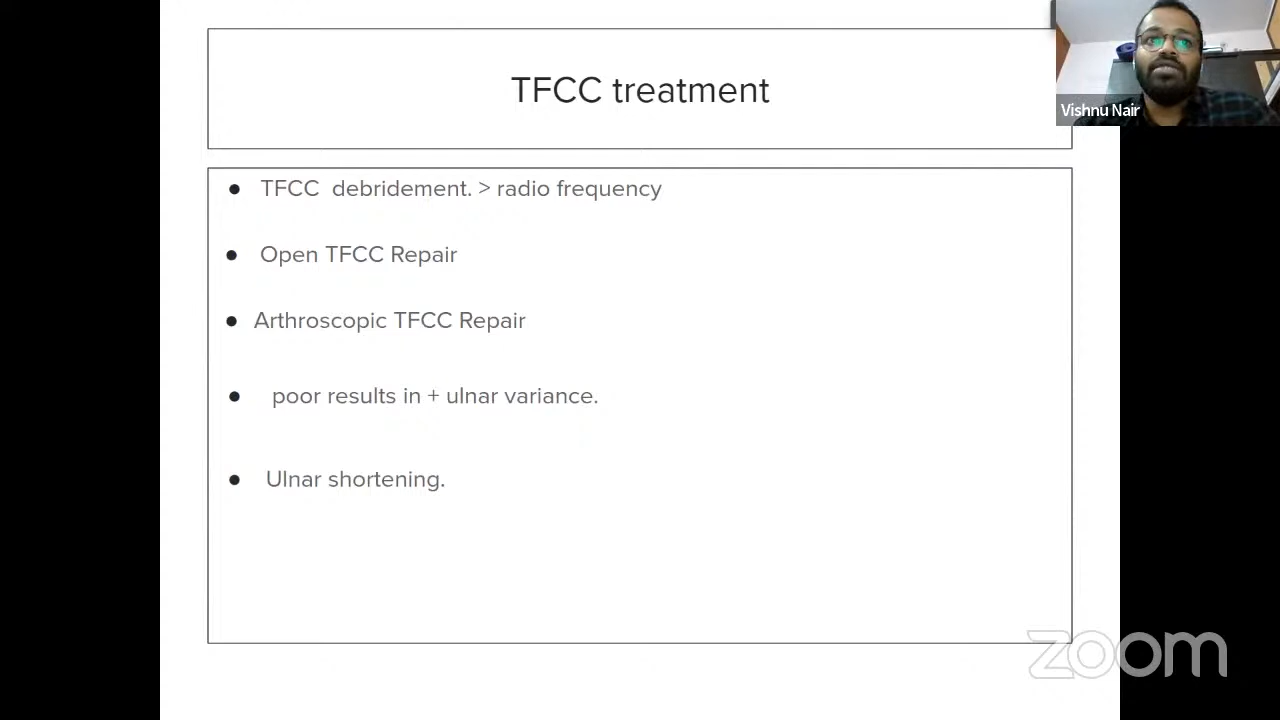 TFCC treatment
Vishnu Nair
● TFCC debridement. > radio frequency
● Open TFCC Repair
● Arthroscopic TFCC Repair
● poor results in + ulnar variance.
● Ulnar shortening.
zoom